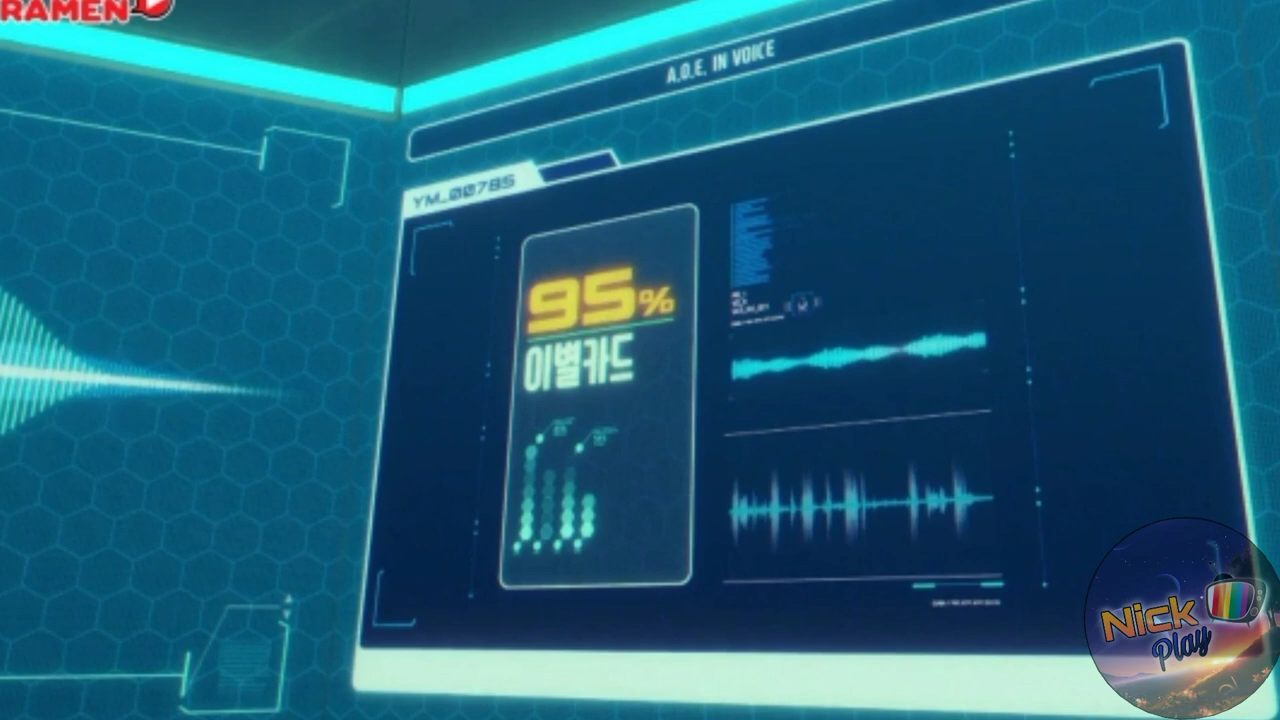 RAMEN
A.O.E. IN VOICE
YM_00785
95%
이별카드
Nick
Play